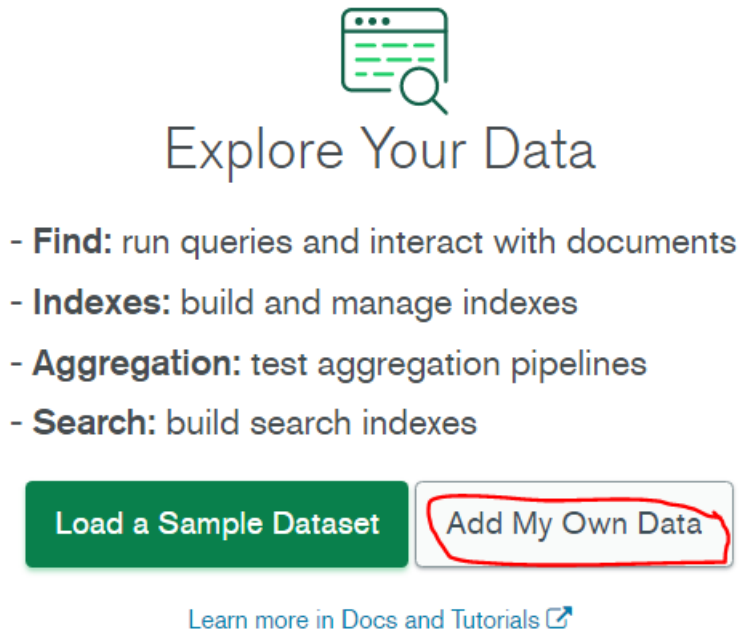 Explore Your Data
- Find: run queries and interact with documents
- Indexes: build and manage indexes
- Aggregation: test aggregation pipelines
- Search: build search indexes
Load a Sample Dataset Add My Own Data
Learn more in Docs and Tutorials